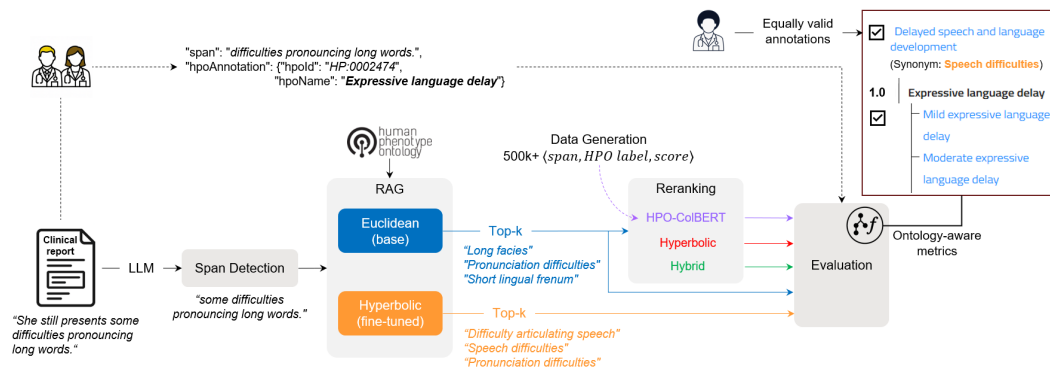 "span": "difficulties pronouncing long words.",
"hpoAnnotation": {"hpoId": "HP:0002474",
"hpoName": "Expressive language delay"}
Equally valid
annotations
Delayed speech and language
development
(Synonym: Speech difficulties)
1.0 Expressive language delay
Mild expressive language
delay
Moderate expressive
language delay
human
phenotype
ontology
Data Generation
500k+ ⟨span, HPO label, score⟩
RAG
Euclidean
(base)
Top-k
"Long facies"
"Pronunciation difficulties"
"Short lingual frenum"
Reranking
HPO-ColBERT
Hyperbolic
Hybrid
Evaluation
f
Ontology-aware
metrics
Clinical
report
LLM
Span Detection
"some difficulties
pronouncing long words."
"She still presents some
difficulties pronouncing
long words."
Hyperbolic
(fine-tuned)
Top-k
"Difficulty articulating speech"
"Speech difficulties"
"Pronunciation difficulties"